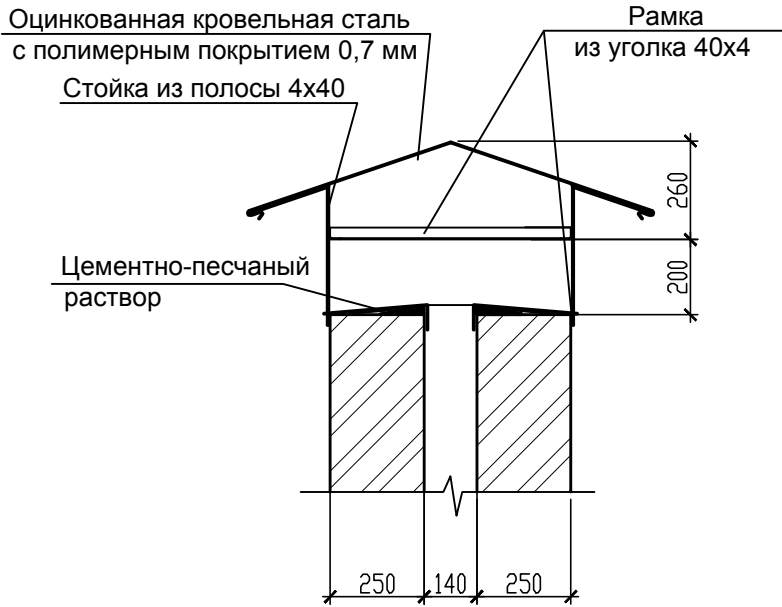 Оцинкованная кровельная сталь
с полимерным покрытием 0,7 мм
Рамка
из уголка 40х4
Стойка из полосы 4х40
260
Цементно-песчаный
раствор
200
250
140
250